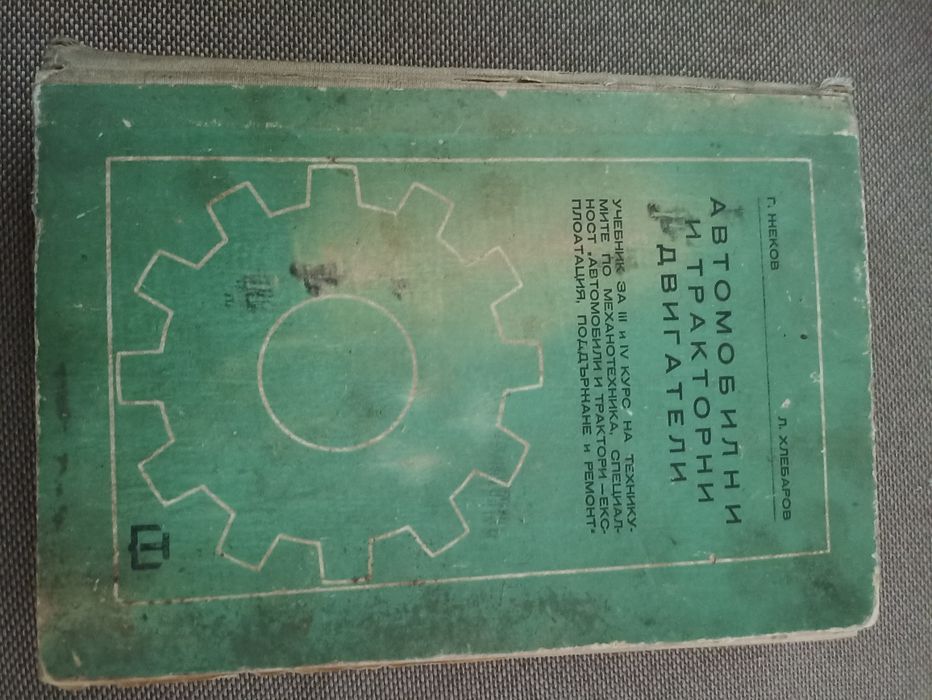 Г. ЖЕКОВ Л. ХЛЕБАРОВ
АВТОМОБИЛНИ
И ТРАКТОРНИ
ДВИГАТЕЛИ
УЧЕБНИК ЗА III и IV КУРС НА ТЕХНИКУ-
МИТЕ ПО МЕХАНОТЕХНИКА, СПЕЦИАЛ-
НОСТ „АВТОМОБИЛИ И ТРАКТОРИ — ЕКС-
ПЛОАТАЦИЯ, ПОДДЪРЖАНЕ и РЕМОНТ"